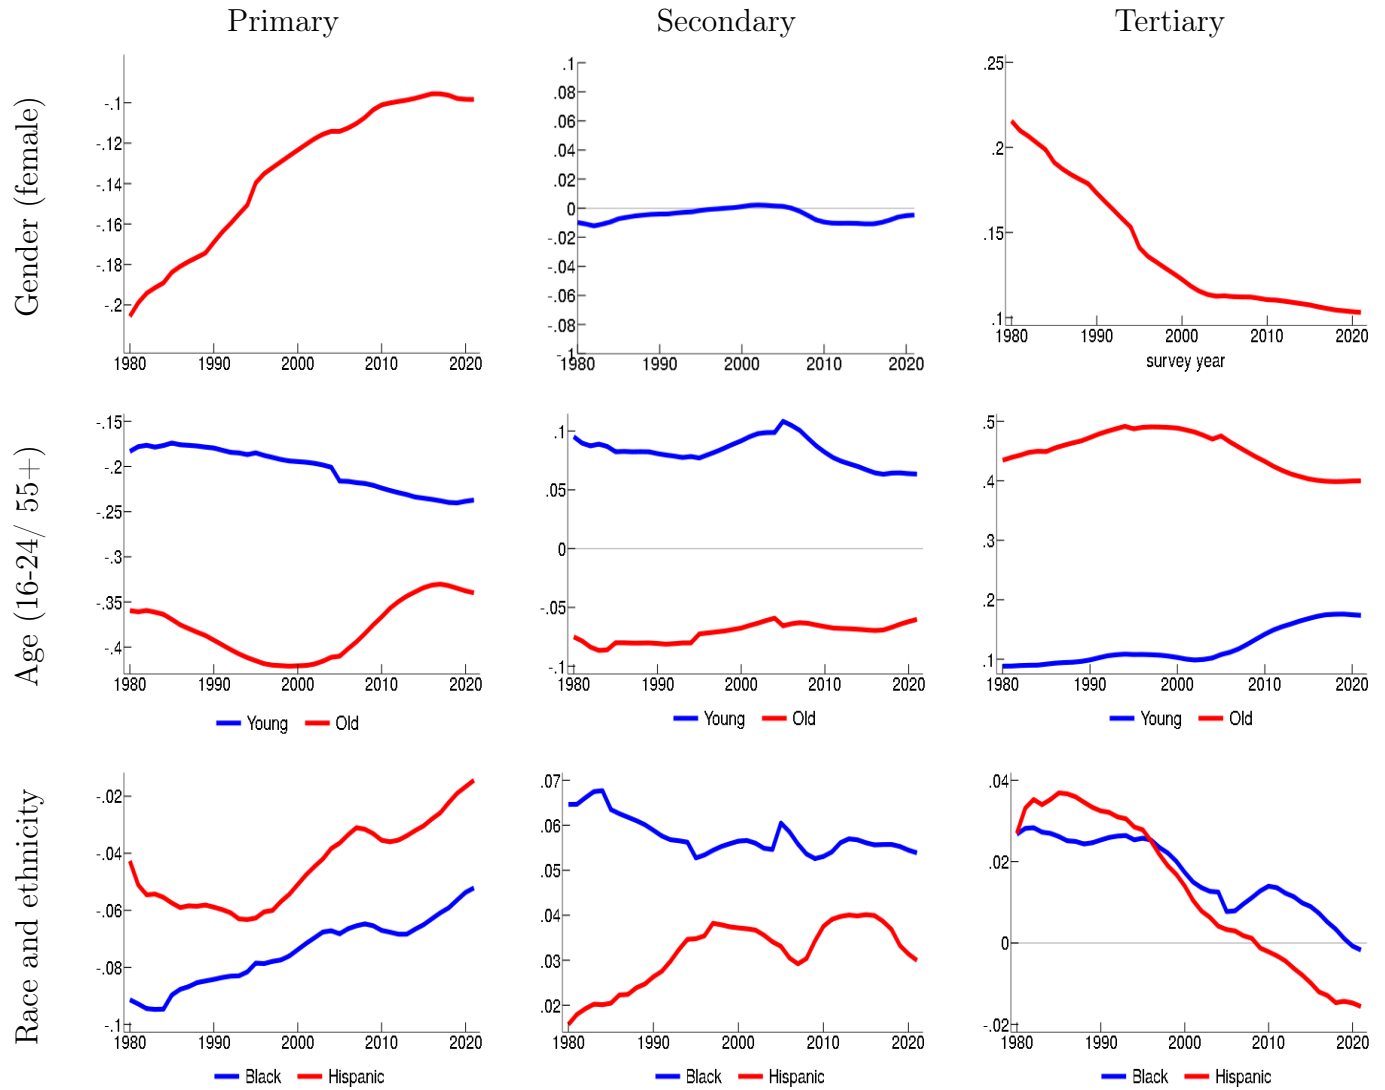 Primary
Secondary
Tertiary
Gender (female)
-.1
-.12
-.14
-.16
-.18
-.2
1980 1990 2000 2010 2020
.1
.08
.06
.04
.02
0
-.02
-.04
-.06
-.08
-.1
1980 1990 2000 2010 2020
.25
.2
.15
.1
1980 1990 2000 2010 2020
survey year
Age (16-24/ 55+)
-.15
-.2
-.25
-.3
-.35
-.4
1980 1990 2000 2010 2020
Young Old
.1
.05
0
-.05
-.1
1980 1990 2000 2010 2020
Young Old
.5
.4
.3
.2
.1
1980 1990 2000 2010 2020
Young Old
Race and ethnicity
-.02
-.04
-.06
-.08
-.1
1980 1990 2000 2010 2020
Black Hispanic
.07
.06
.05
.04
.03
.02
1980 1990 2000 2010 2020
Black Hispanic
.04
.02
0
-.02
1980 1990 2000 2010 2020
Black Hispanic